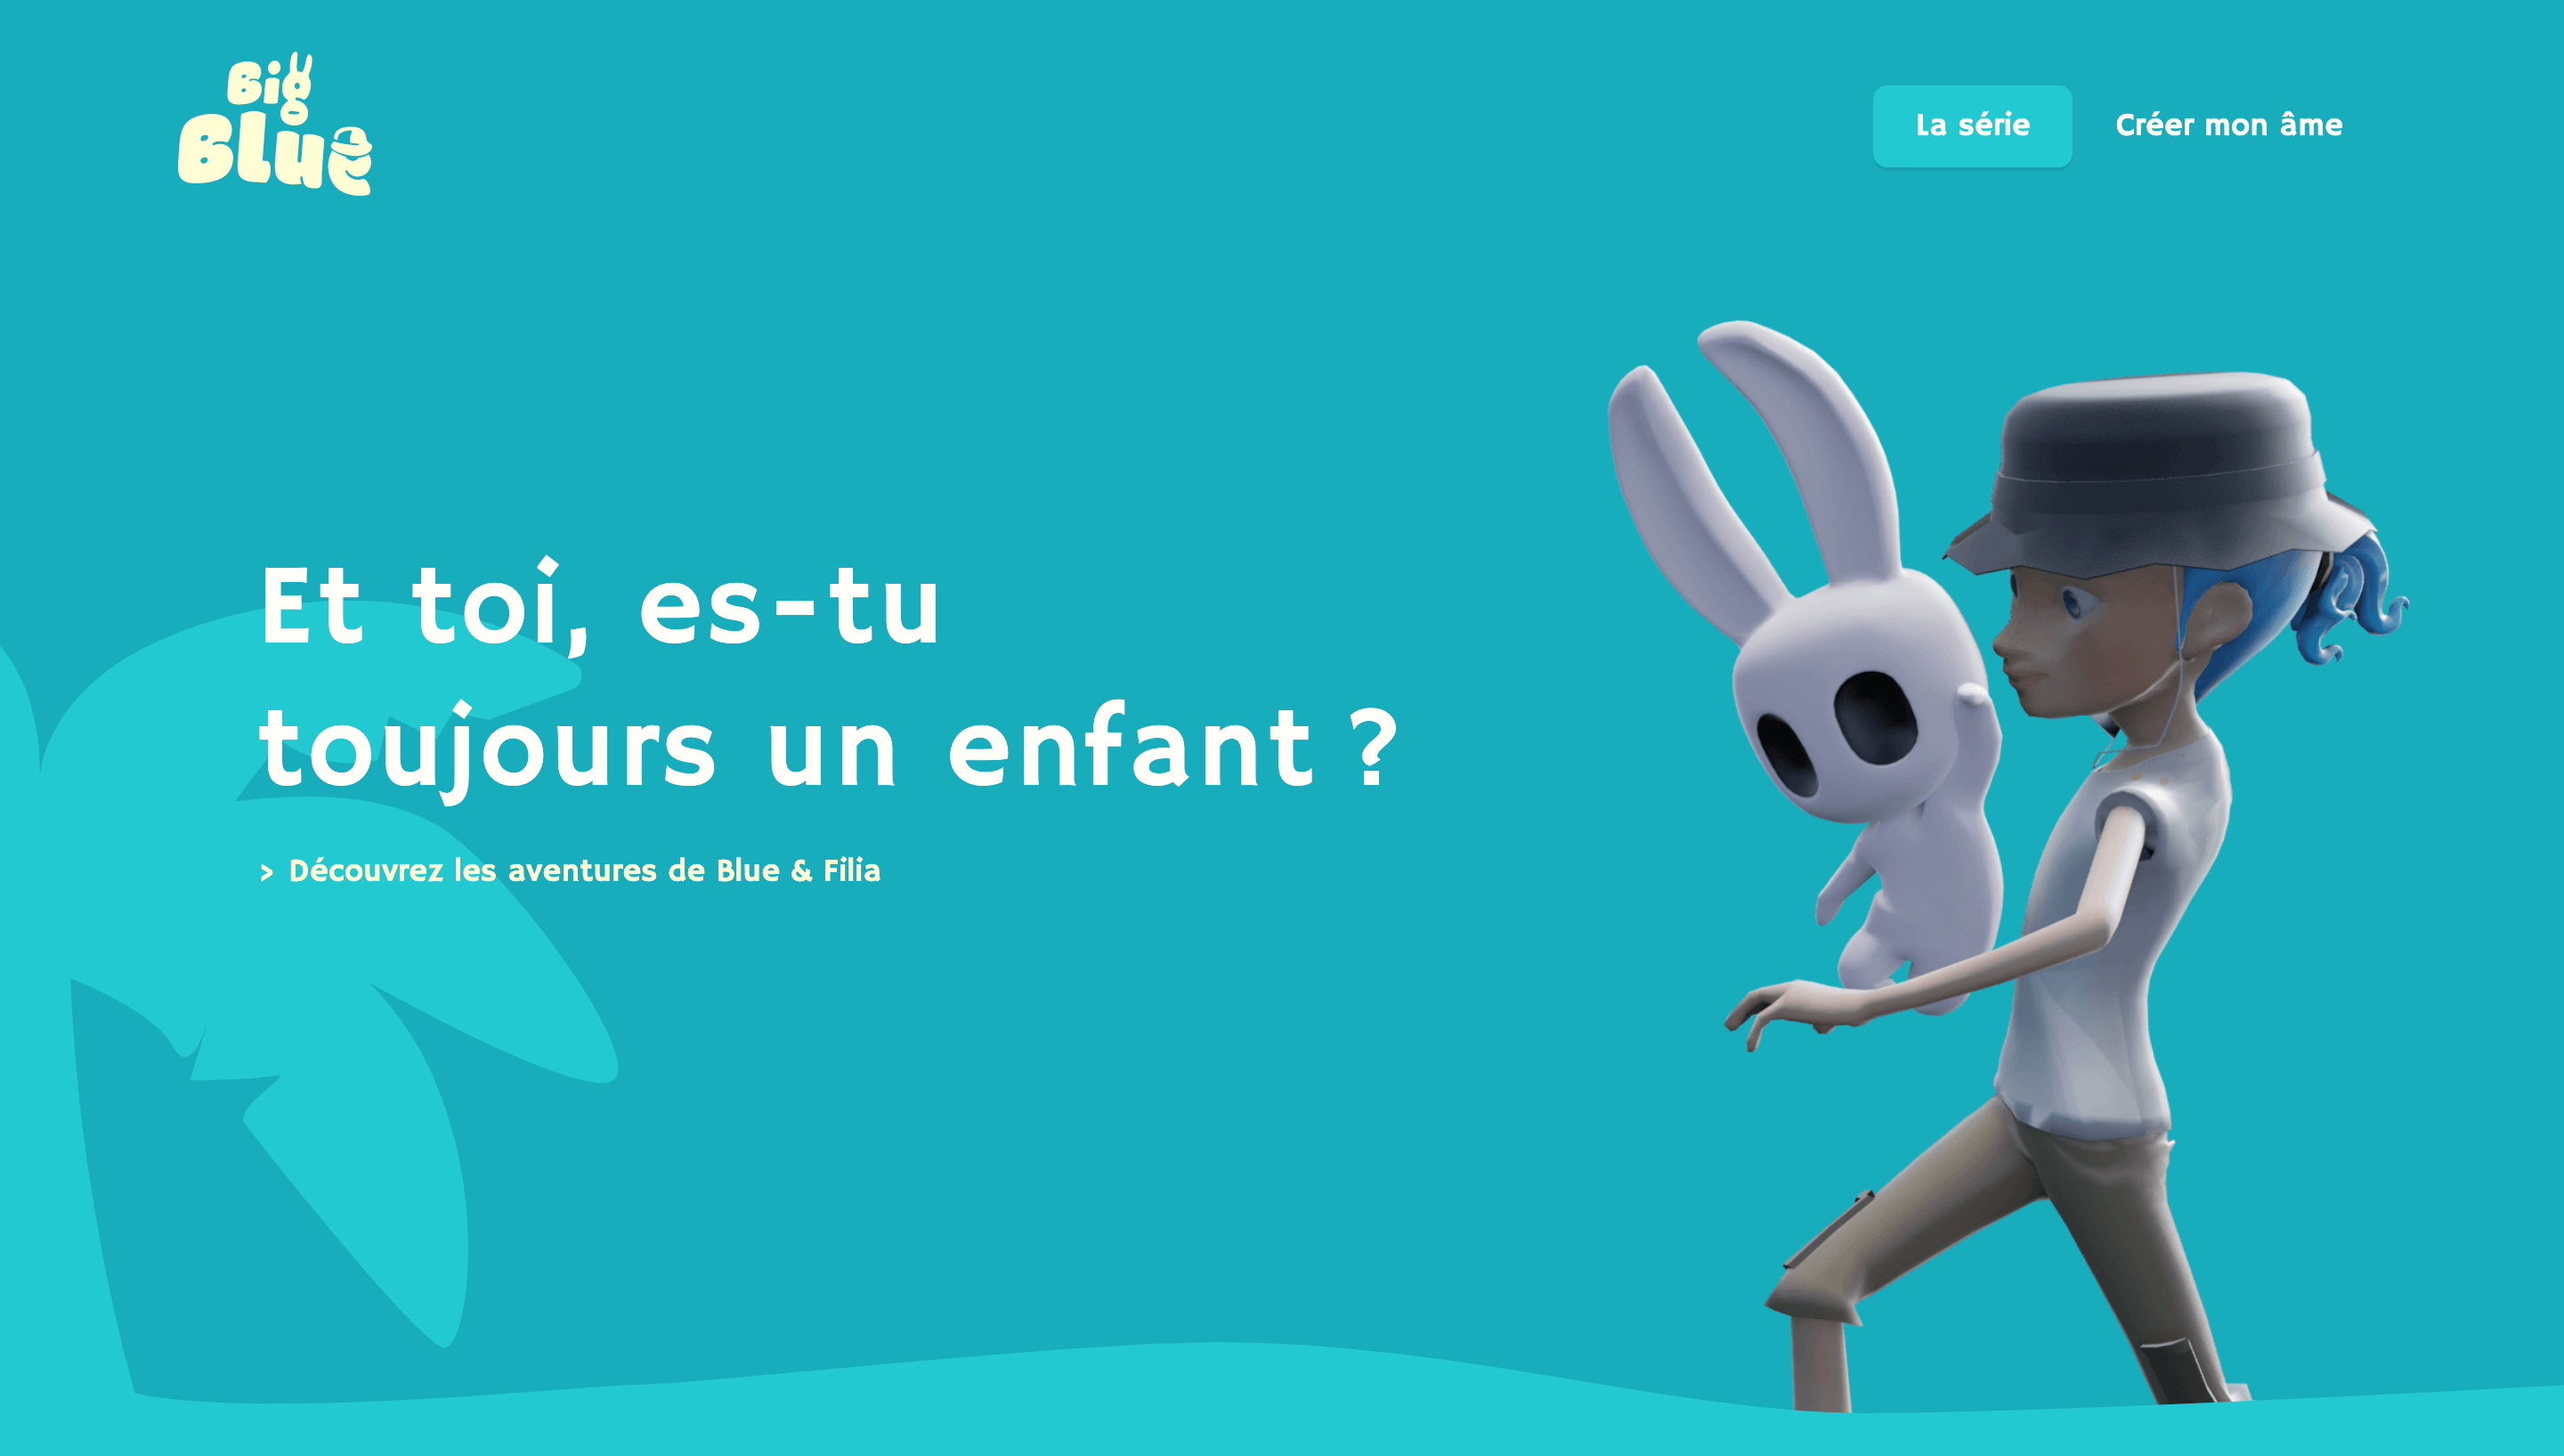 Big
Blue
La série
Créer mon âme
Et toi, es-tu
toujours un enfant ?
> Découvrez les aventures de Blue & Filia